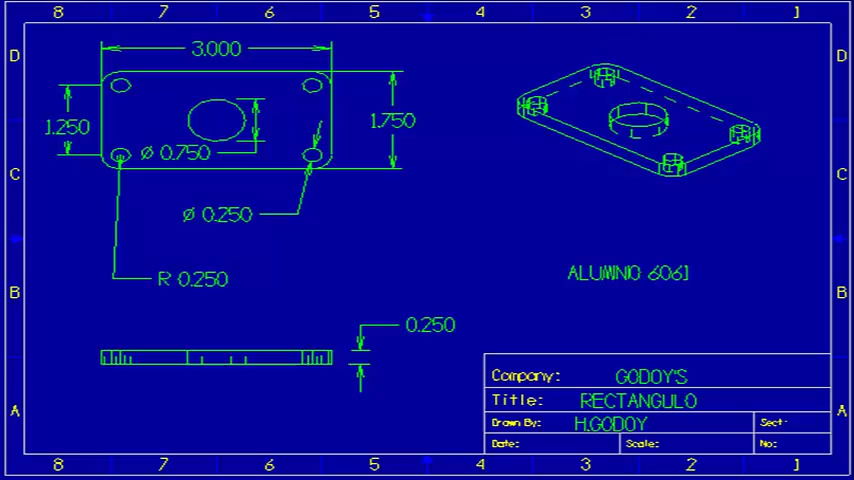 8 7 6 5 4 3 2 1
D D
3.000
1.250
1.750
Ø 0.750
C C
Ø 0.250
R 0.250
ALUMINIO 6061
B B
0.250
Company: GODOY'S
Title: RECTANGULO
A A
Drawn By: H.GODOY Sect:
Date: Scale: No:
8 7 6 5 4 3 2 1